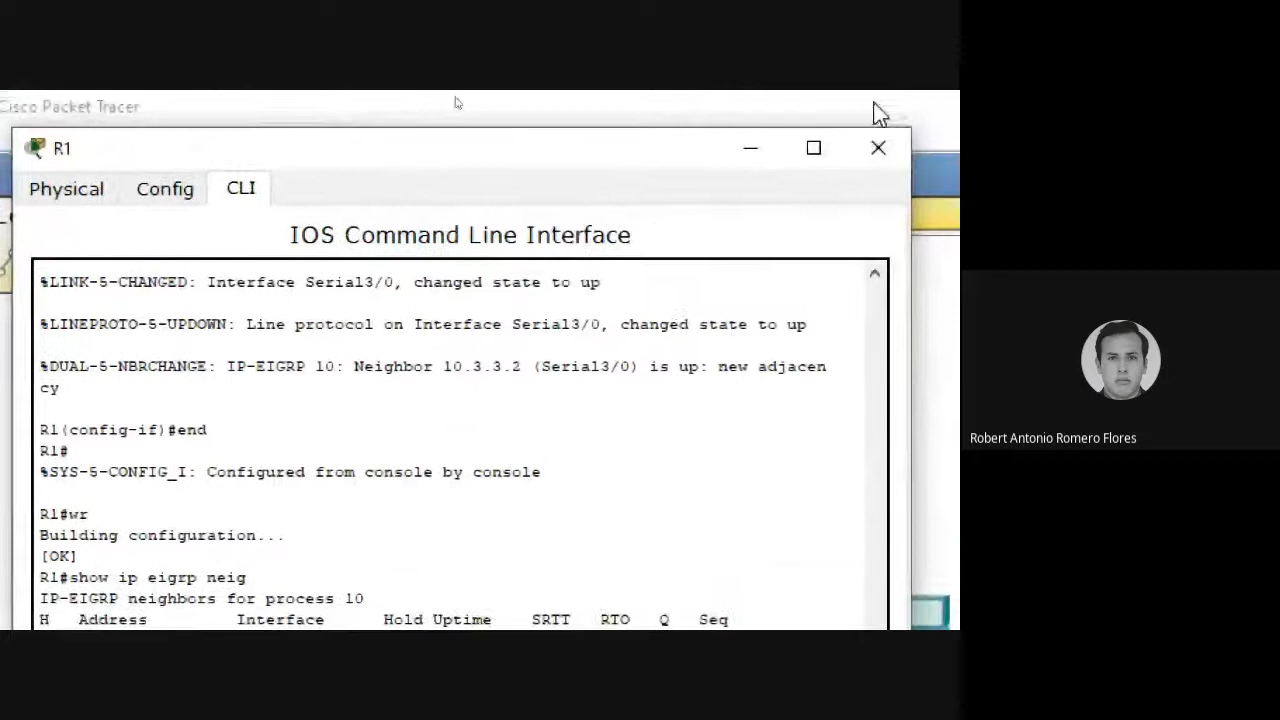 Cisco Packet Tracer
R1
Physical Config CLI
IOS Command Line Interface
%LINK-5-CHANGED: Interface Serial3/0, changed state to up
%LINEPROTO-5-UPDOWN: Line protocol on Interface Serial3/0, changed state to up
%DUAL-5-NBRCHANGE: IP-EIGRP 10: Neighbor 10.3.3.2 (Serial3/0) is up: new adjacen
cy
R1(config-if)#end
R1#
%SYS-5-CONFIG_I: Configured from console by console
R1#wr
Building configuration...
[OK]
R1#show ip eigrp neig
IP-EIGRP neighbors for process 10
H Address Interface Hold Uptime SRTT RTO Q Seq
Robert Antonio Romero Flores